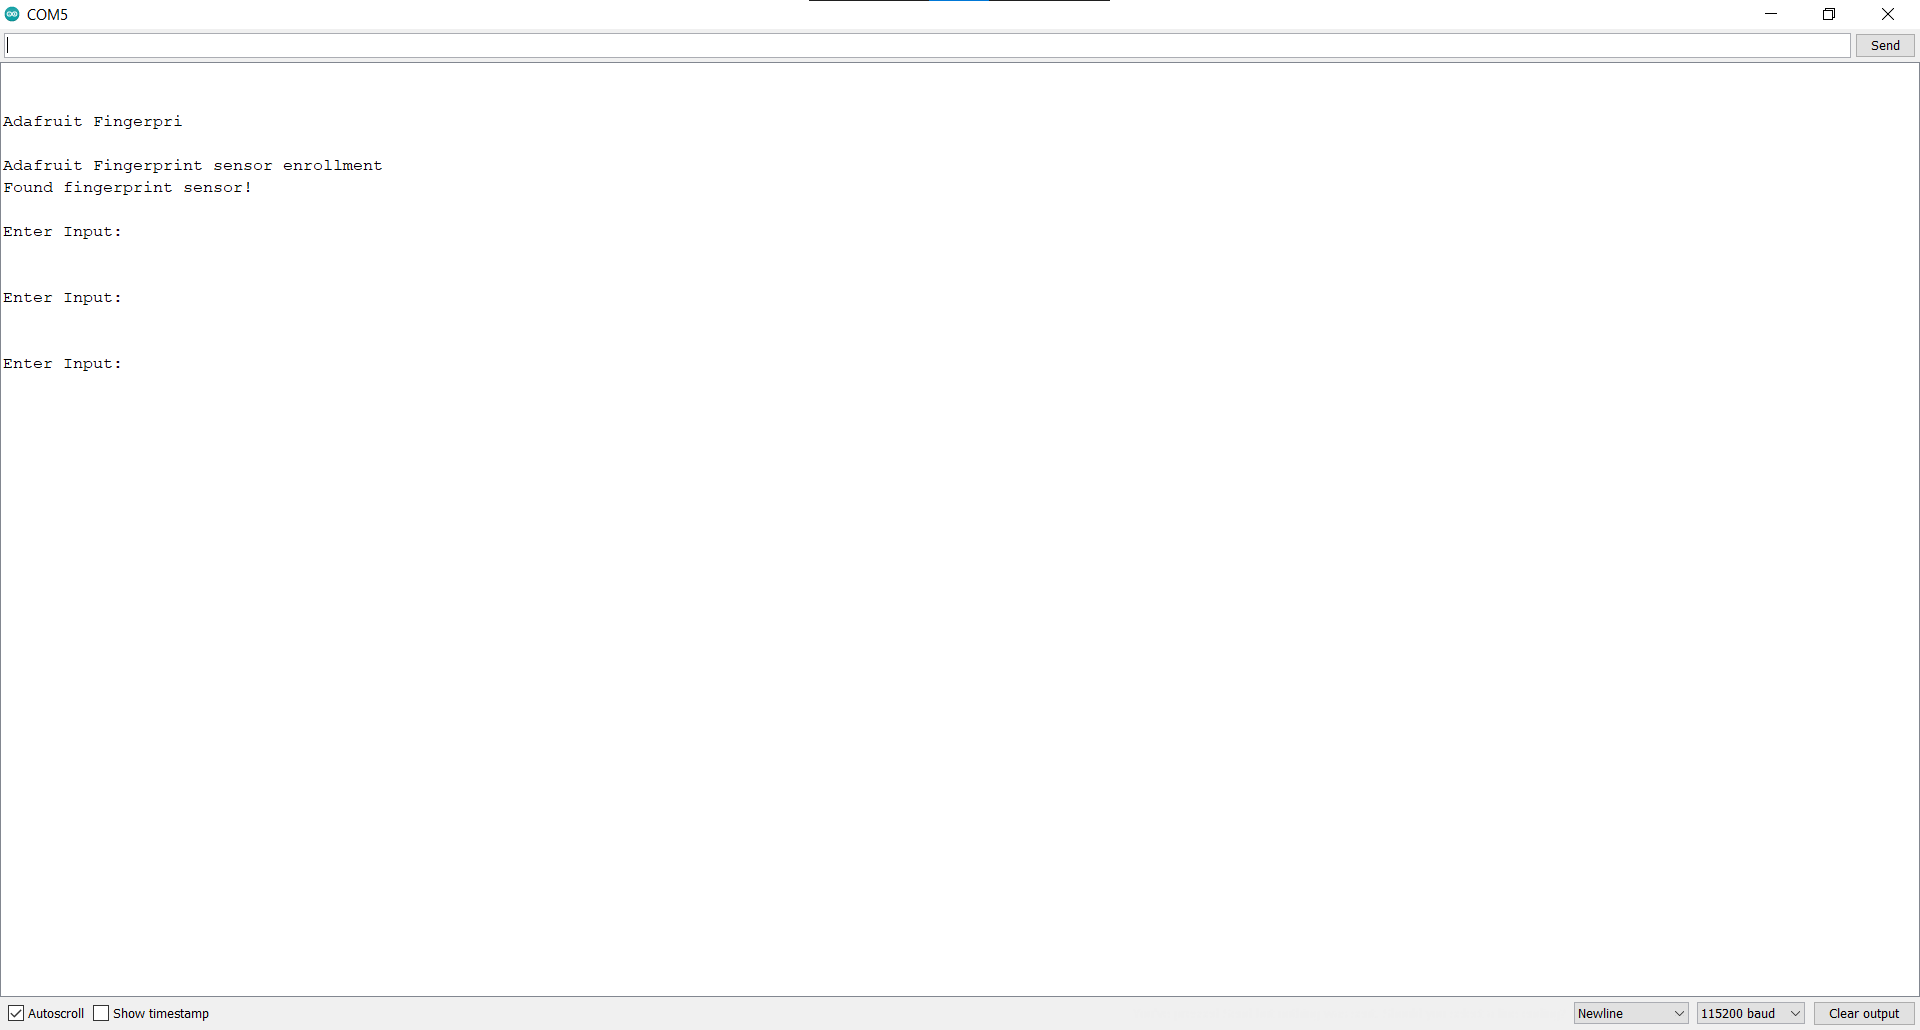 COM5
Send
Adafruit Fingerpri
Adafruit Fingerprint sensor enrollment
Found fingerprint sensor!
Enter Input:
Enter Input:
Enter Input:
Autoscroll Show timestamp Newline 115200 baud Clear output